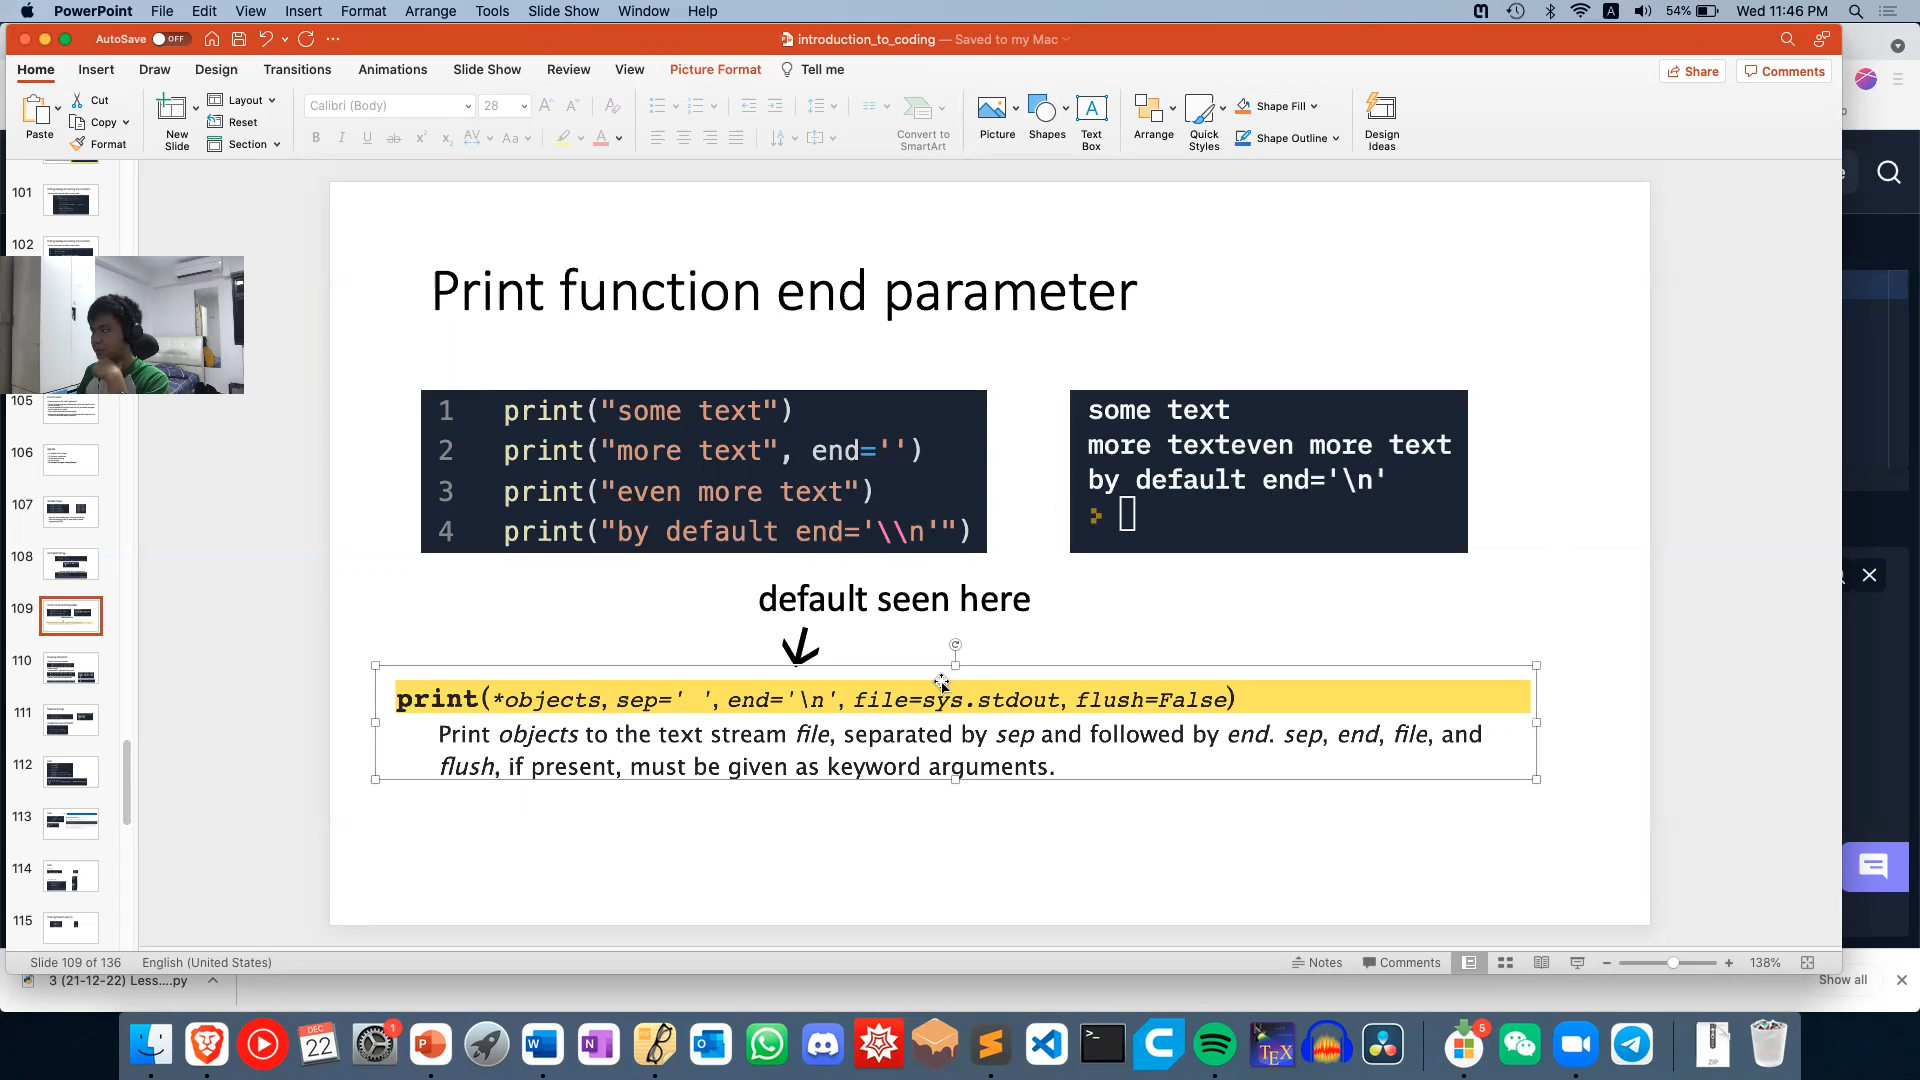 PowerPoint File Edit View Insert Format Arrange Tools Slide Show Window Help
54% Wed 11:46 PM
AutoSave OFF
introduction_to_coding — Saved to my Mac
Home Insert Draw Design Transitions Animations Slide Show Review View Picture Format Tell me
Share Comments
Paste
Cut
Copy
Format
New Slide
Layout
Reset
Section
Calibri (Body) 28
Convert to SmartArt
Picture
Shapes
Text Box
Arrange
Quick Styles
Shape Fill
Shape Outline
Design Ideas
101
102
105
106
107
108
109
110
111
112
113
114
115
Print function end parameter
1 print("some text")
2 print("more text", end='')
3 print("even more text")
4 print("by default end='\\n'")
some text
more texteven more text
by default end='\n'
default seen here
print(*objects, sep=' ', end='\n', file=sys.stdout, flush=False)
Print objects to the text stream file, separated by sep and followed by end. sep, end, file, and
flush, if present, must be given as keyword arguments.
Slide 109 of 136 English (United States)
Notes Comments 138%
3 (21-12-22) Less....py
Show all
DEC
22
1
5
TEX
ZIP